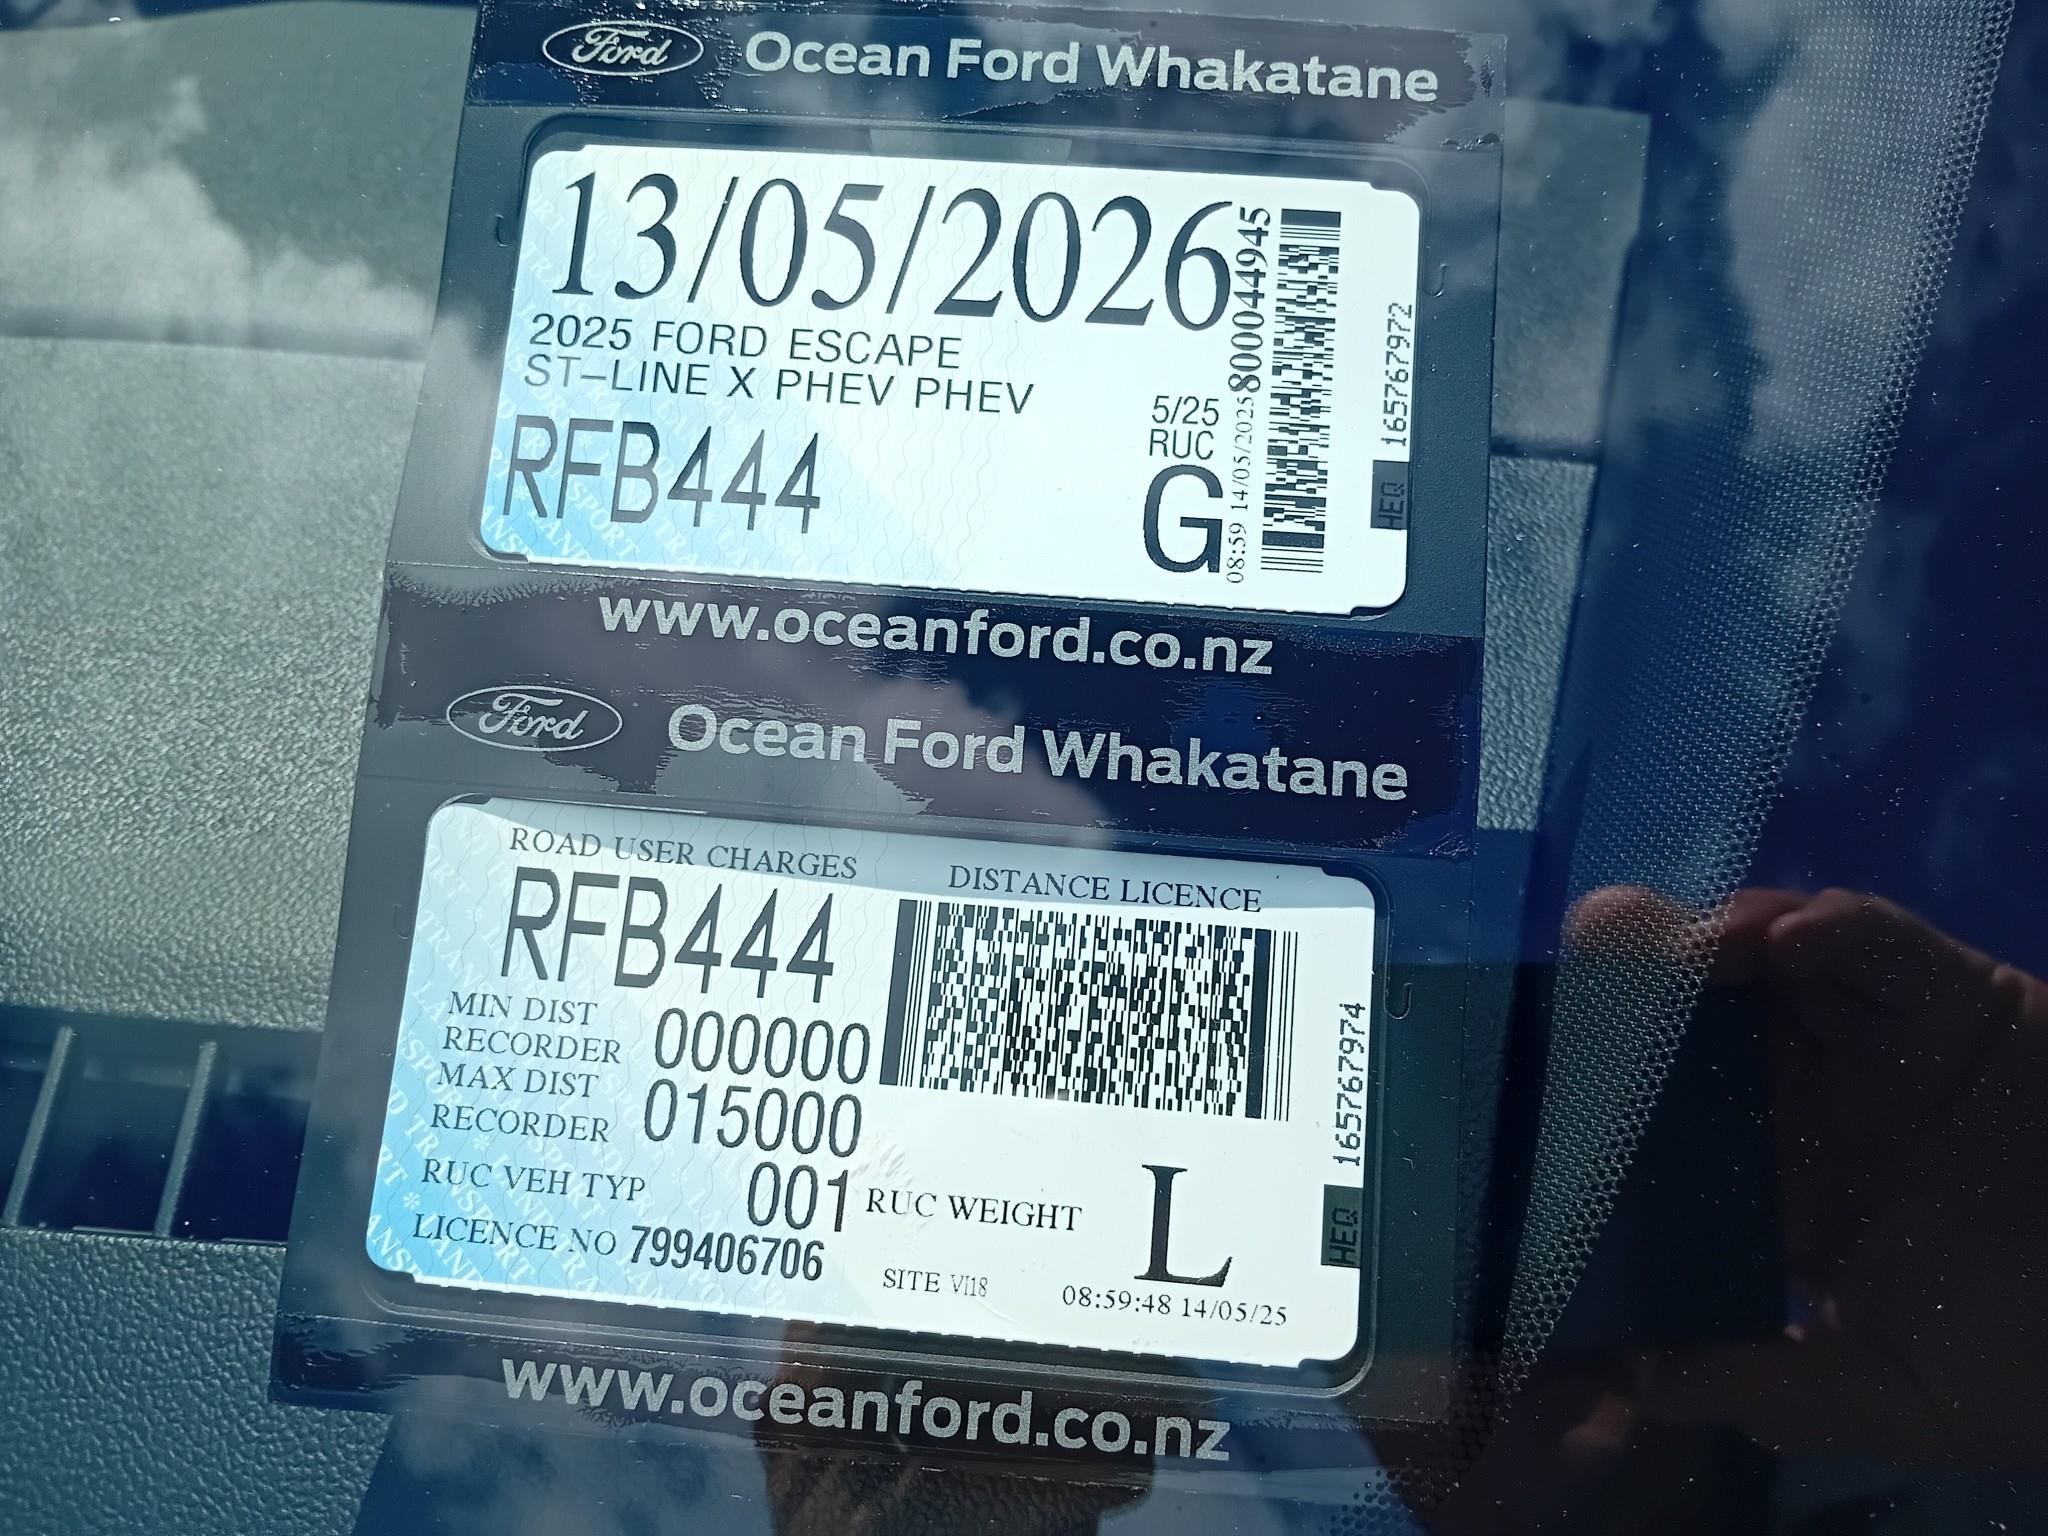 Ford Ocean Ford Whakatane
13/05/2026
2025 FORD ESCAPE
ST-LINE X PHEV PHEV
RFB444
5/25
RUC
G
08:59 14/05/2025 8000044945
165767972
HEQ
www.oceanford.co.nz
Ford Ocean Ford Whakatane
ROAD USER CHARGES DISTANCE LICENCE
RFB444
MIN DIST
RECORDER 000000
MAX DIST
RECORDER 015000
RUC VEH TYP 001 RUC WEIGHT L
LICENCE NO 799406706 SITE VI18 08:59:48 14/05/25
165767974
HEQ
www.oceanford.co.nz